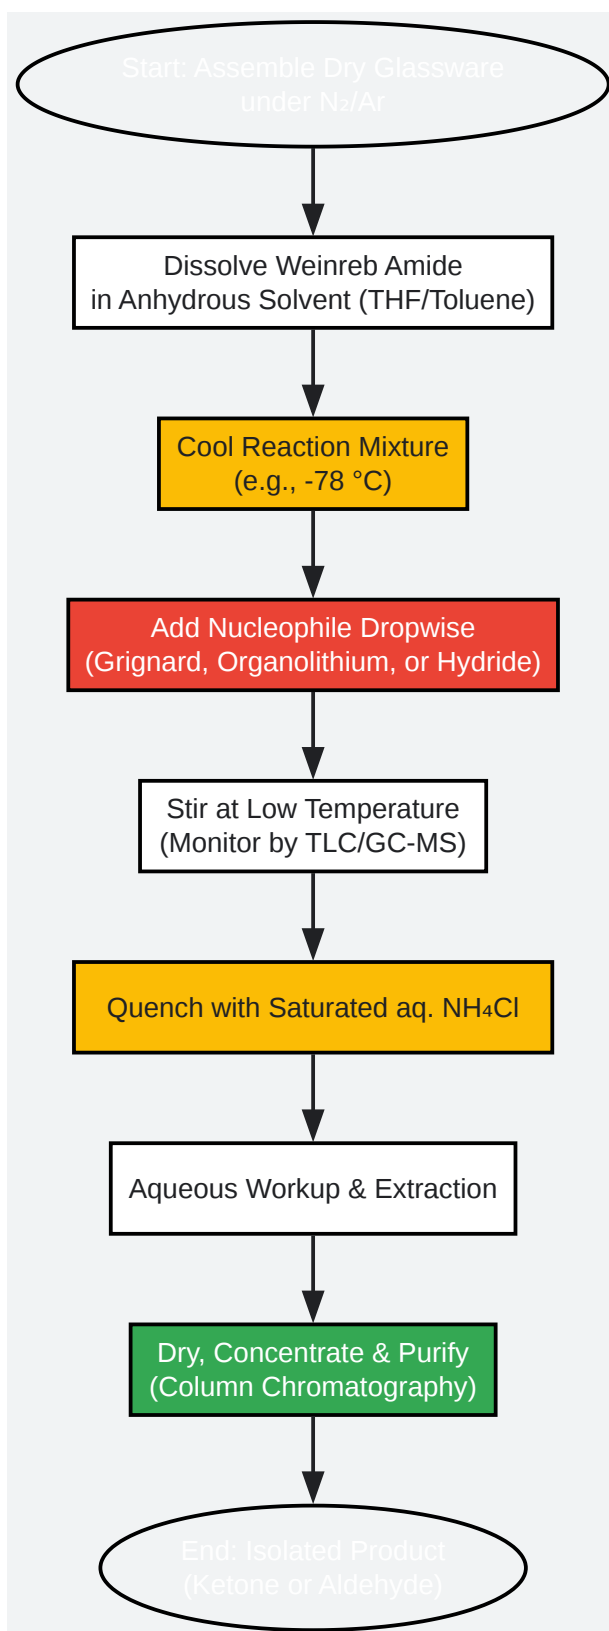 Start: Assemble Dry Glassware
under N₂/Ar
Dissolve Weinreb Amide
in Anhydrous Solvent (THF/Toluene)
Cool Reaction Mixture
(e.g., -78 °C)
Add Nucleophile Dropwise
(Grignard, Organolithium, or Hydride)
Stir at Low Temperature
(Monitor by TLC/GC-MS)
Quench with Saturated aq. NH₄Cl
Aqueous Workup & Extraction
Dry, Concentrate & Purify
(Column Chromatography)
End: Isolated Product
(Ketone or Aldehyde)